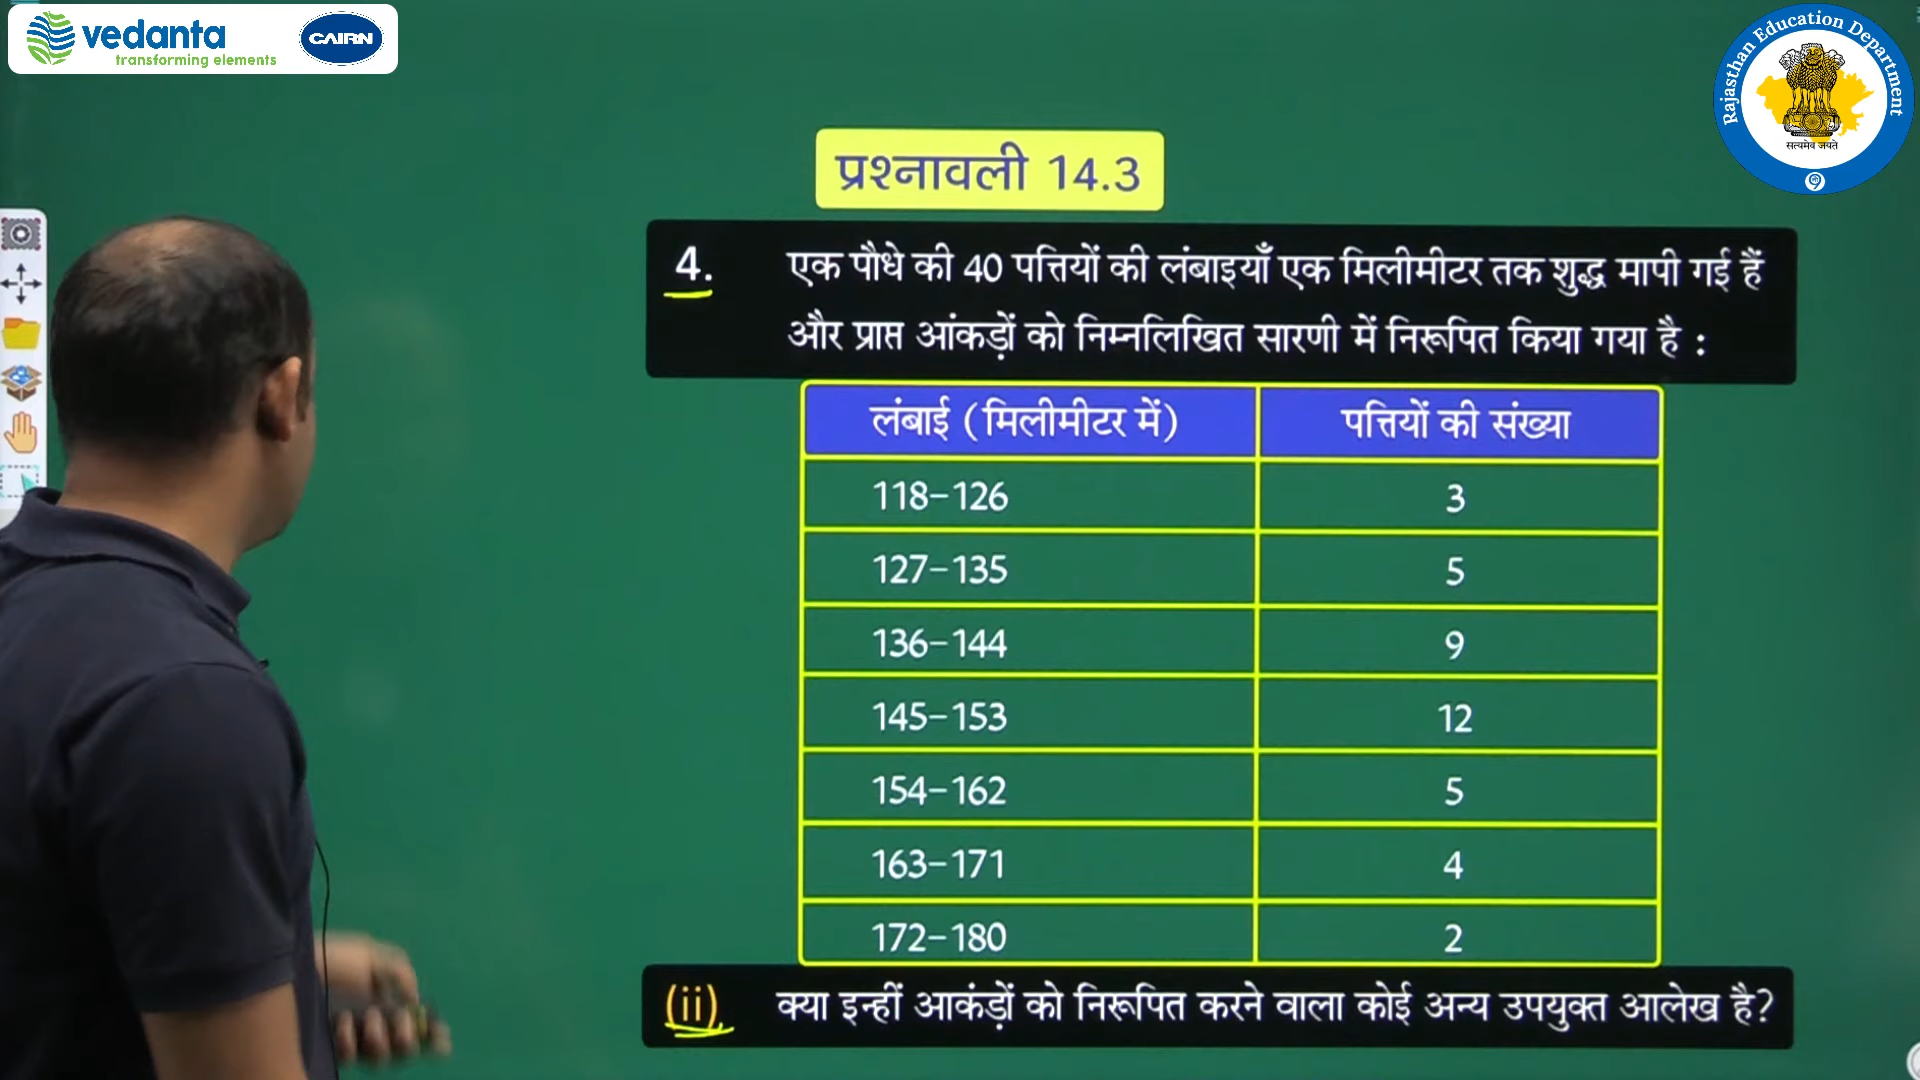 vedanta
transforming elements
CAIRN
Rajasthan Education Department
सत्यमेव जयते
प्रश्नावली 14.3
4. एक पौधे की 40 पत्तियों की लंबाइयाँ एक मिलीमीटर तक शुद्ध मापी गई हैं
और प्राप्त आंकड़ों को निम्नलिखित सारणी में निरूपित किया गया है :
लंबाई (मिलीमीटर में) पत्तियों की संख्या
118–126 3
127–135 5
136–144 9
145–153 12
154–162 5
163–171 4
172–180 2
(ii) क्या इन्हीं आकंड़ों को निरूपित करने वाला कोई अन्य उपयुक्त आलेख है?